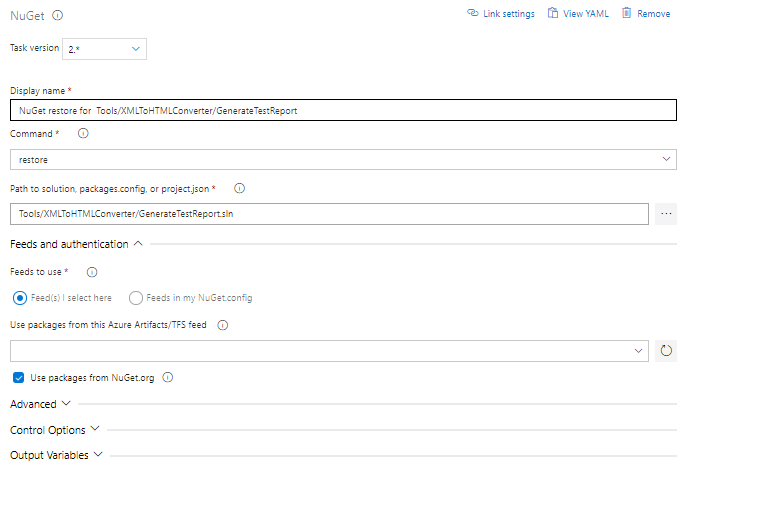 NuGet
Link settings View YAML Remove
Task version 2.*
Display name *
NuGet restore for Tools/XMLToHTMLConverter/GenerateTestReport
Command *
restore
Path to solution, packages.config, or project.json *
Tools/XMLToHTMLConverter/GenerateTestReport.sln
...
Feeds and authentication
Feeds to use *
Feed(s) I select here Feeds in my NuGet.config
Use packages from this Azure Artifacts/TFS feed
Use packages from NuGet.org
Advanced
Control Options
Output Variables